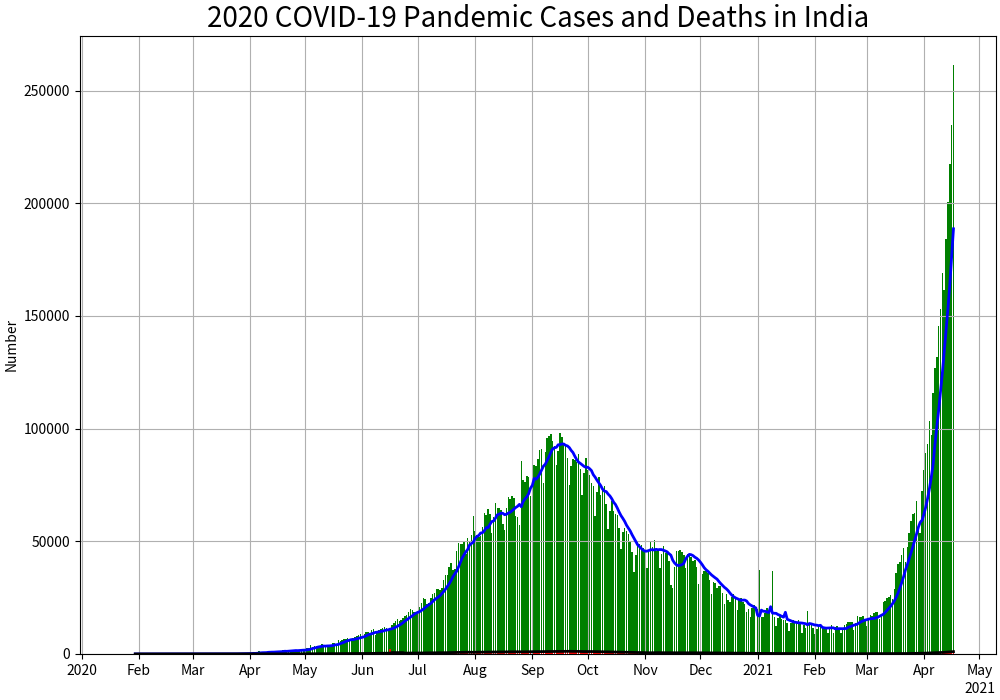 2020 COVID-19 Pandemic Cases and Deaths in India
Number
250000
200000
150000
100000
50000
0
2020 Feb Mar Apr May Jun Jul Aug Sep Oct Nov Dec 2021 Feb Mar Apr May
2021